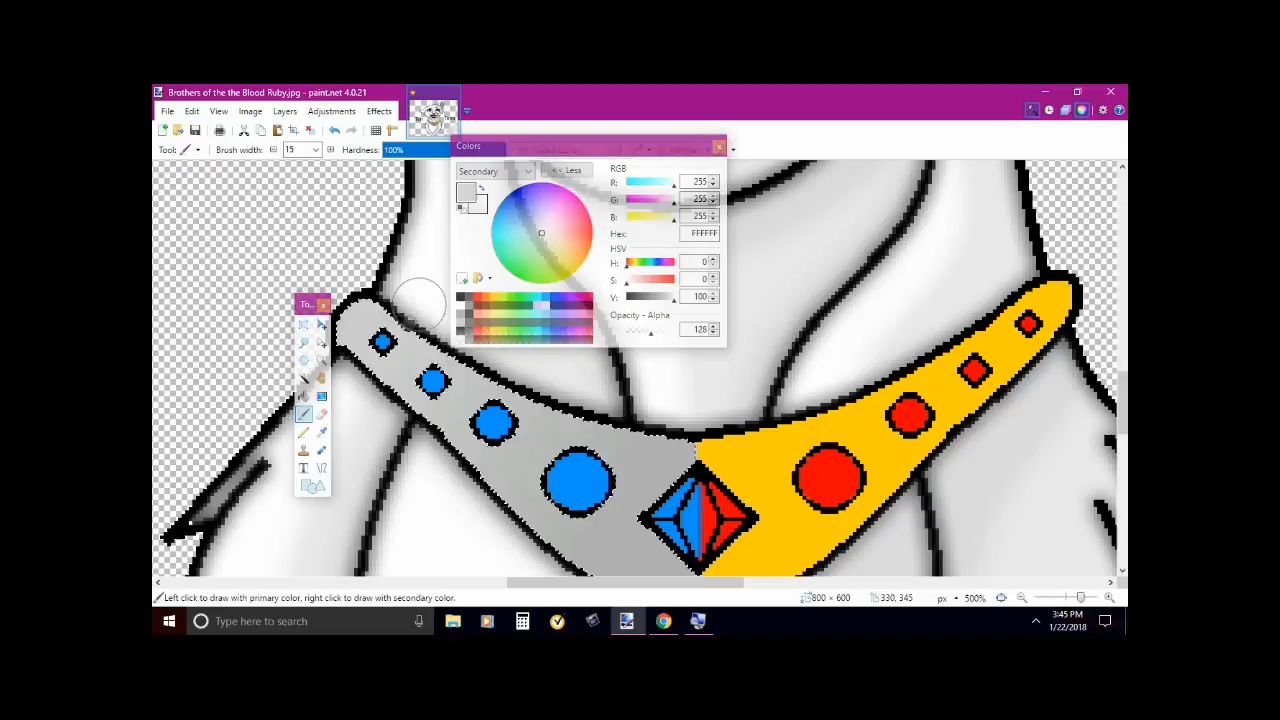 Brothers of the the Blood Ruby.jpg - paint.net 4.0.21
File Edit View Image Layers Adjustments Effects
Tool: Brush width: 15 Hardness: 100%
Colors
Secondary << Less
RGB
R: 255
G: 255
B: 255
Hex: FFFFFF
HSV
H: 0
S: 0
V: 100
Opacity - Alpha
128
To...
T
Left click to draw with primary color, right click to draw with secondary color.
800 × 600 330, 345 px 500%
Type here to search
3:45 PM
1/22/2018